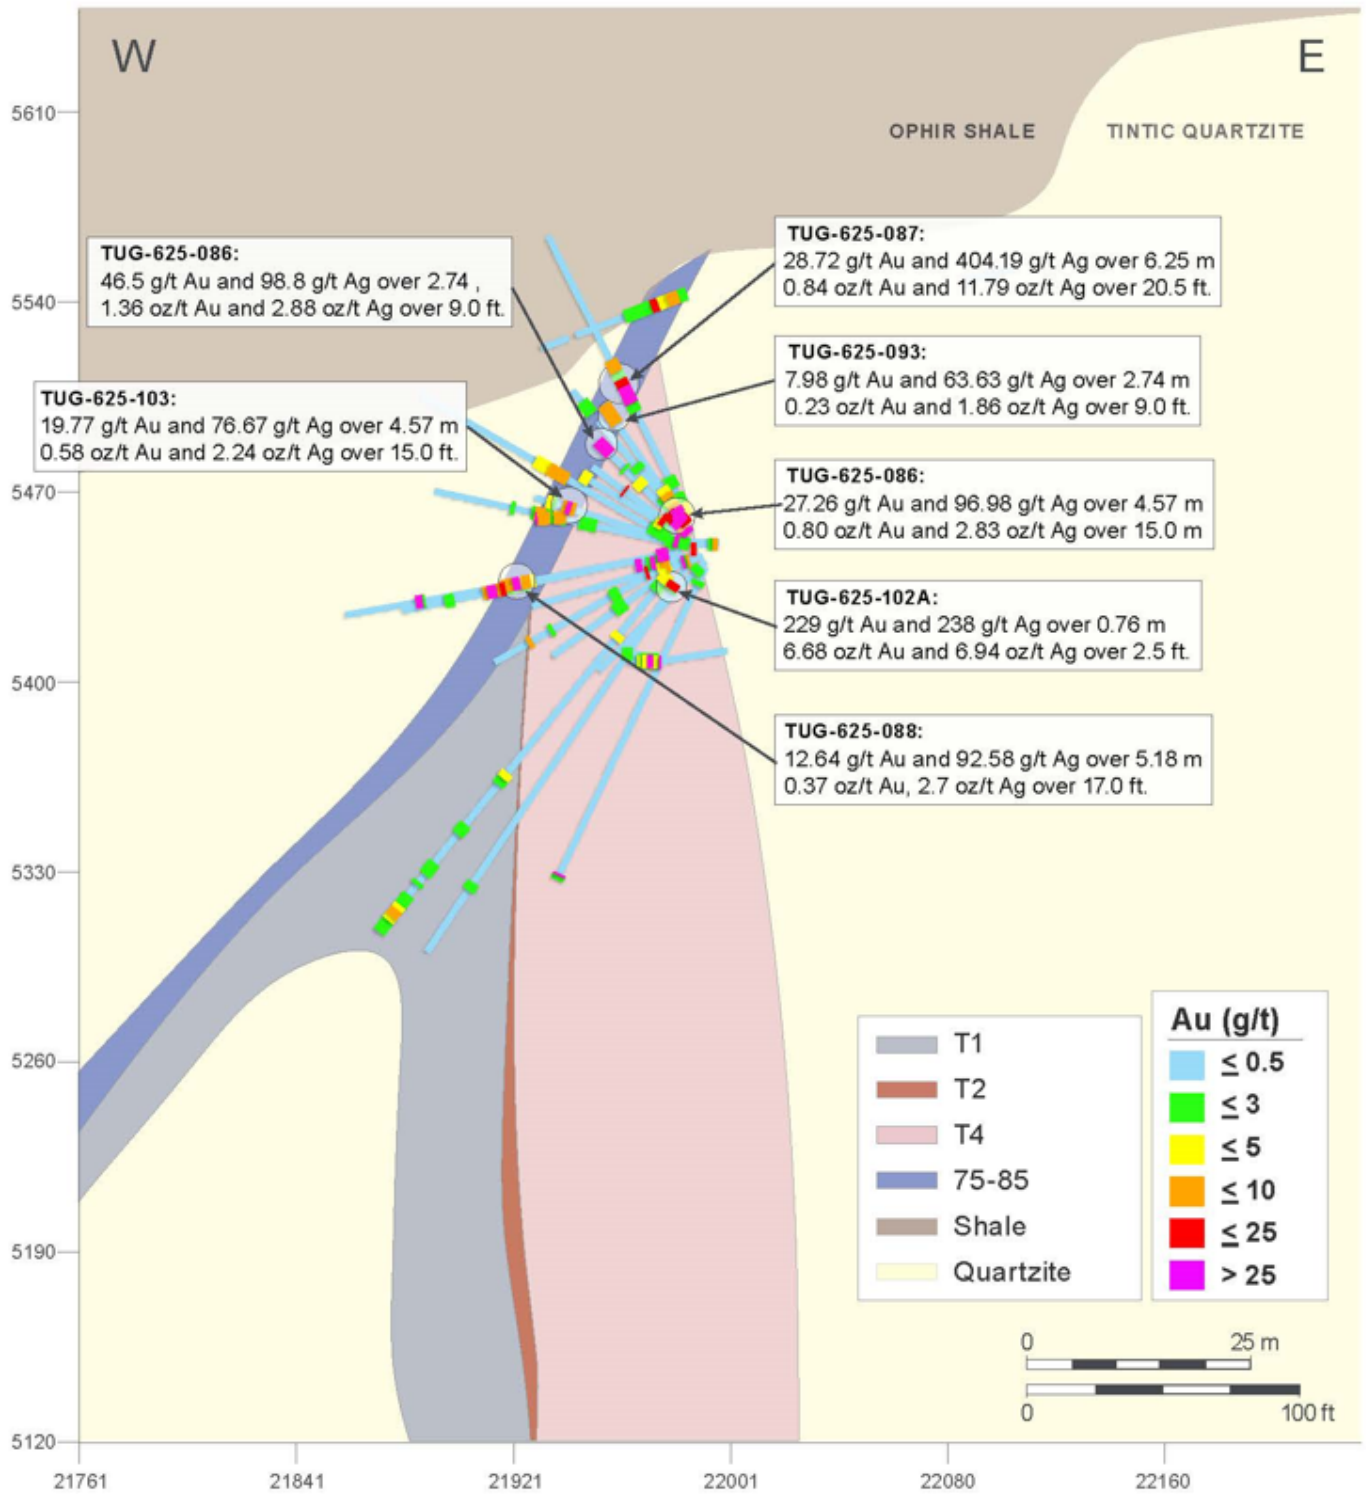 W
E
5610
OPHIR SHALE
TINTIC QUARTZITE
TUG-625-086:
46.5 g/t Au and 98.8 g/t Ag over 2.74 ,
1.36 oz/t Au and 2.88 oz/t Ag over 9.0 ft.
TUG-625-087:
28.72 g/t Au and 404.19 g/t Ag over 6.25 m
0.84 oz/t Au and 11.79 oz/t Ag over 20.5 ft.
5540
TUG-625-093:
7.98 g/t Au and 63.63 g/t Ag over 2.74 m
0.23 oz/t Au and 1.86 oz/t Ag over 9.0 ft.
TUG-625-103:
19.77 g/t Au and 76.67 g/t Ag over 4.57 m
0.58 oz/t Au and 2.24 oz/t Ag over 15.0 ft.
5470
TUG-625-086:
27.26 g/t Au and 96.98 g/t Ag over 4.57 m
0.80 oz/t Au and 2.83 oz/t Ag over 15.0 m
TUG-625-102A:
229 g/t Au and 238 g/t Ag over 0.76 m
6.68 oz/t Au and 6.94 oz/t Ag over 2.5 ft.
5400
TUG-625-088:
12.64 g/t Au and 92.58 g/t Ag over 5.18 m
0.37 oz/t Au, 2.7 oz/t Ag over 17.0 ft.
5330
5260
5190
5120
T1
T2
T4
75-85
Shale
Quartzite
Au (g/t)
≤ 0.5
≤ 3
≤ 5
≤ 10
≤ 25
> 25
0 25 m
0 100 ft
21761 21841 21921 22001 22080 22160